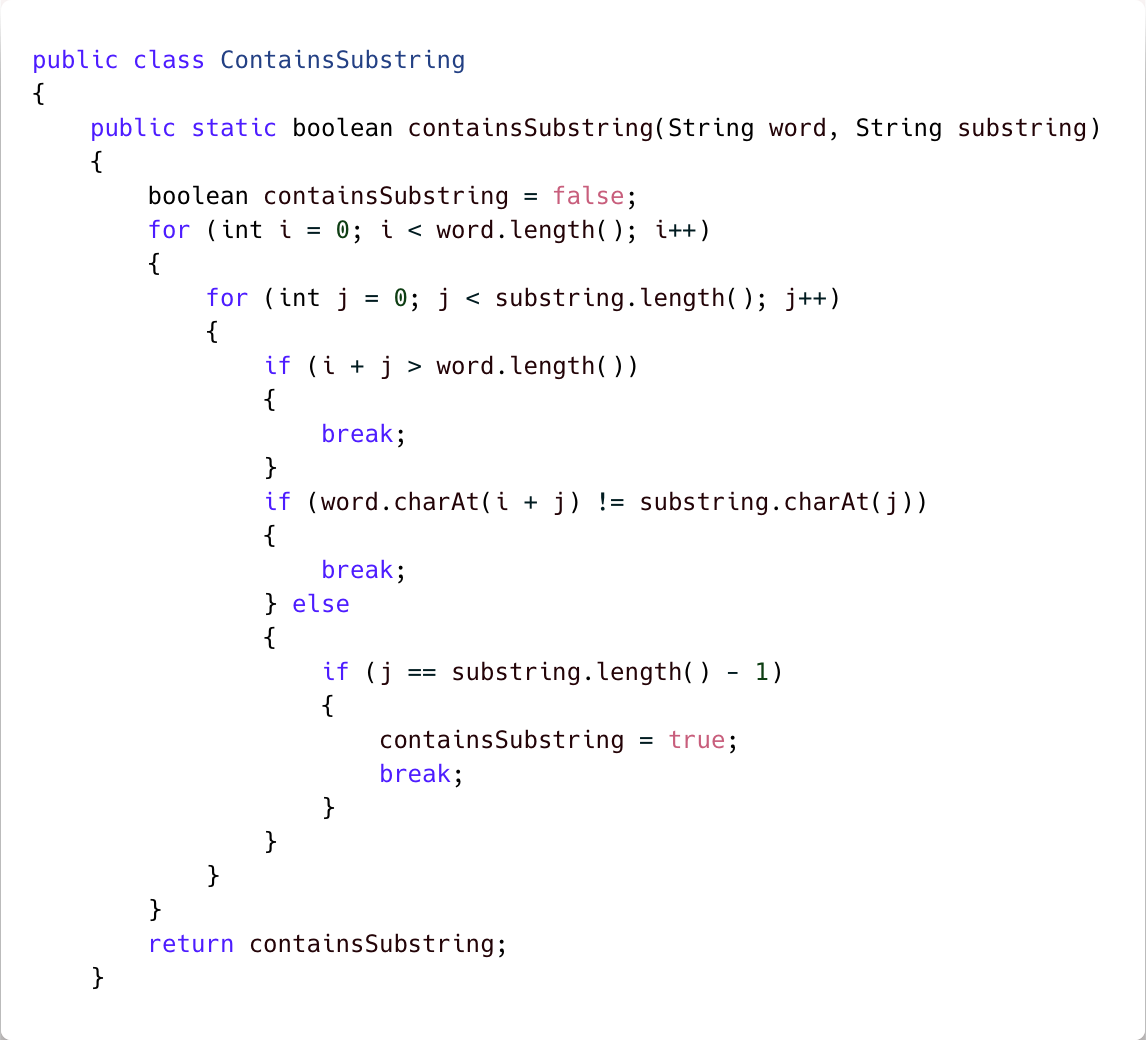 public class ContainsSubstring
{
    public static boolean containsSubstring(String word, String substring)
    {
        boolean containsSubstring = false;
        for (int i = 0; i < word.length(); i++)
        {
            for (int j = 0; j < substring.length(); j++)
            {
                if (i + j > word.length())
                {
                    break;
                }
                if (word.charAt(i + j) != substring.charAt(j))
                {
                    break;
                } else
                {
                    if (j == substring.length() - 1)
                    {
                        containsSubstring = true;
                        break;
                    }
                }
            }
        }
        return containsSubstring;
    }